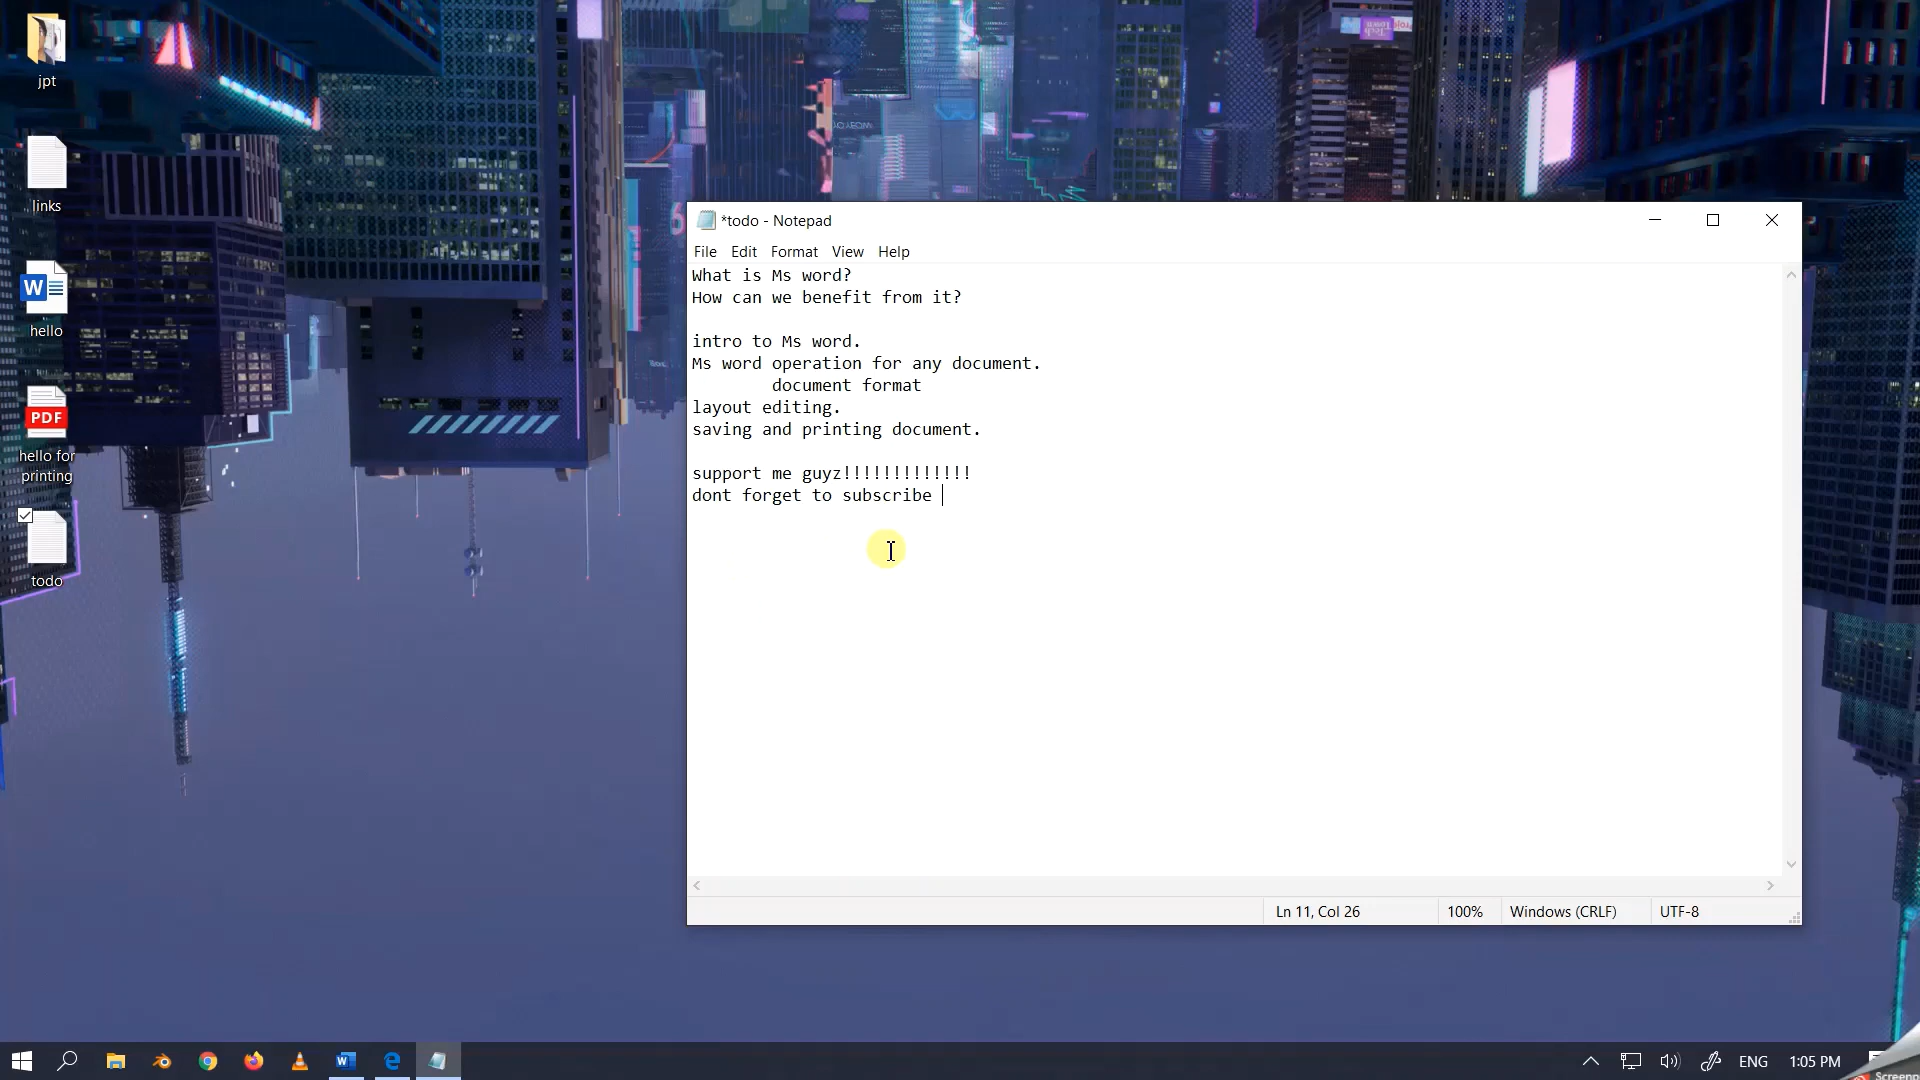 jpt
links
hello
PDF
hello for
printing
todo
*todo - Notepad
File Edit Format View Help
What is Ms word?
How can we benefit from it?
intro to Ms word.
Ms word operation for any document.
document format
layout editing.
saving and printing document.
support me guyz!!!!!!!!!!!!!
dont forget to subscribe
Ln 11, Col 26
100%
Windows (CRLF)
UTF-8
ENG
1:05 PM